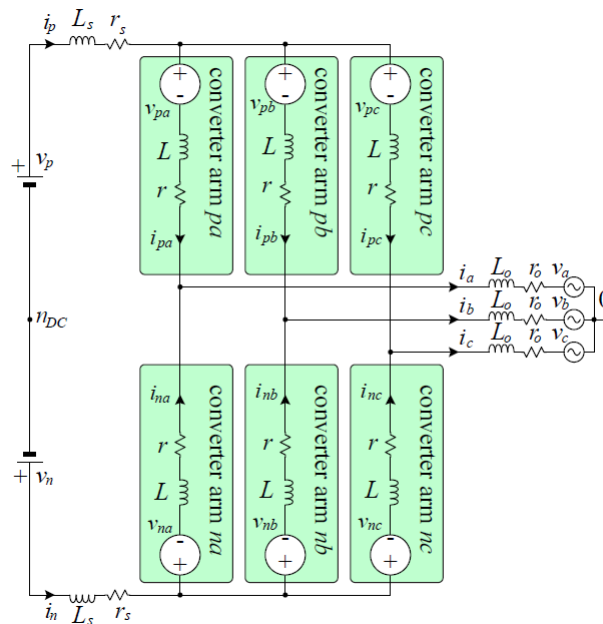 i_p L_s r_s
+ + +
- - -
v_pa v_pb v_pc
L L L
r r r
i_pa i_pb i_pc
converter arm pa
converter arm pb
converter arm pc
+ v_p
n_DC
i_a L_o r_o v_a
i_b L_o r_o v_b
i_c L_o r_o v_c
0
i_na i_nb i_nc
r r r
L L L
v_na v_nb v_nc
- - -
+ + +
converter arm na
converter arm nb
converter arm nc
v_n
+
i_n L_s r_s